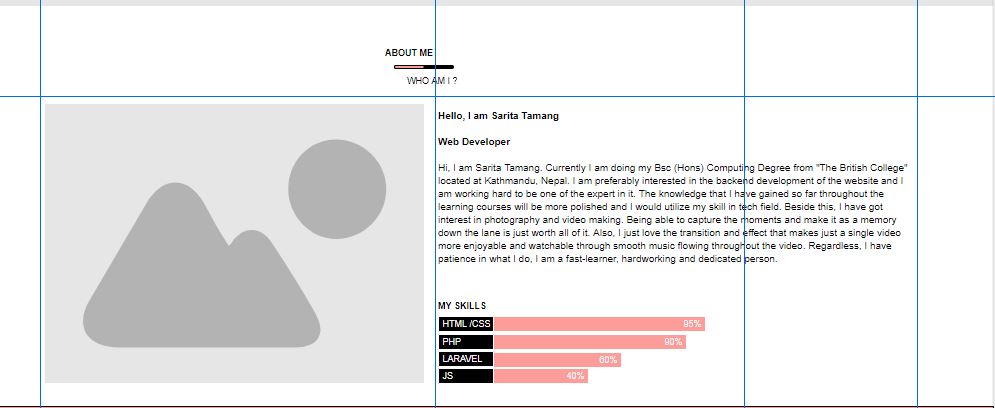 ABOUT ME
WHO AM I ?
Hello, I am Sarita Tamang
Web Developer
Hi, I am Sarita Tamang. Currently I am doing my Bsc (Hons) Computing Degree from "The British College"
located at Kathmandu, Nepal. I am preferably interested in the backend development of the website and I
am working hard to be one of the expert in it. The knowledge that I have gained so far throughout the
learning courses will be more polished and I would utilize my skill in tech field. Beside this, I have got
interest in photography and video making. Being able to capture the moments and make it as a memory
down the lane is just worth all of it. Also, I just love the transition and effect that makes just a single video
more enjoyable and watchable through smooth music flowing throughout the video. Regardless, I have
patience in what I do, I am a fast-learner, hardworking and dedicated person.
MY SKILLS
HTML /CSS 95%
PHP 90%
LARAVEL 60%
JS 40%